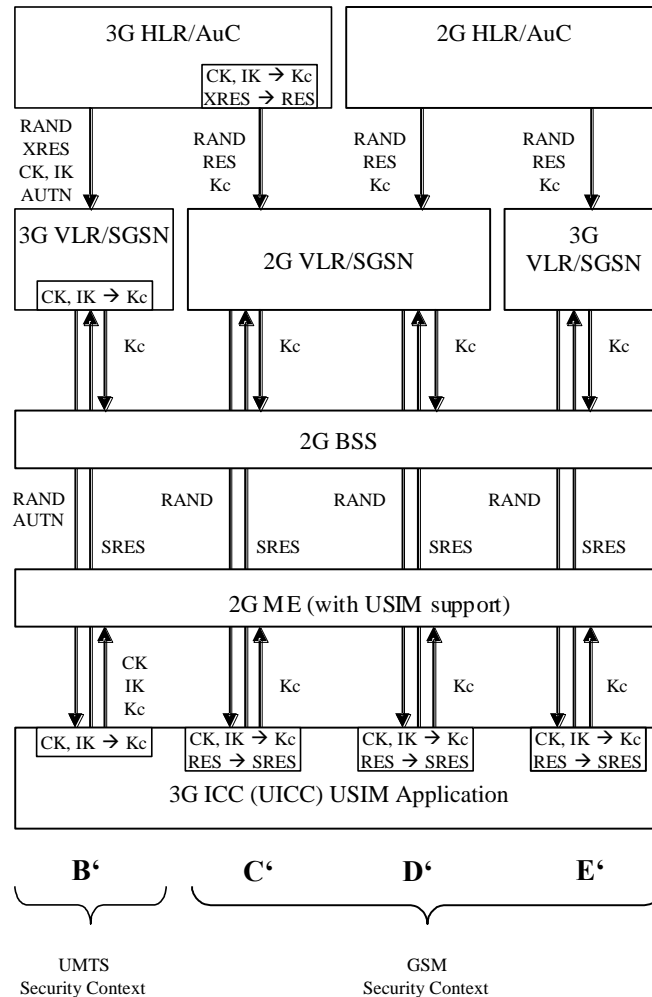 3G HLR/AuC
2G HLR/AuC
CK, IK → Kc
XRES → RES
RAND
XRES
CK, IK
AUTN
RAND
RES
Kc
RAND
RES
Kc
RAND
RES
Kc
3G VLR/SGSN
CK, IK → Kc
2G VLR/SGSN
3G
VLR/SGSN
Kc
Kc
Kc
Kc
2G BSS
RAND
AUTN
RAND
RAND
RAND
SRES
SRES
SRES
SRES
2G ME (with USIM support)
CK
IK
Kc
Kc
Kc
Kc
CK, IK → Kc
CK, IK → Kc
RES → SRES
CK, IK → Kc
RES → SRES
CK, IK → Kc
RES → SRES
3G ICC (UICC) USIM Application
B‘
C‘
D‘
E‘
UMTS
Security Context
GSM
Security Context